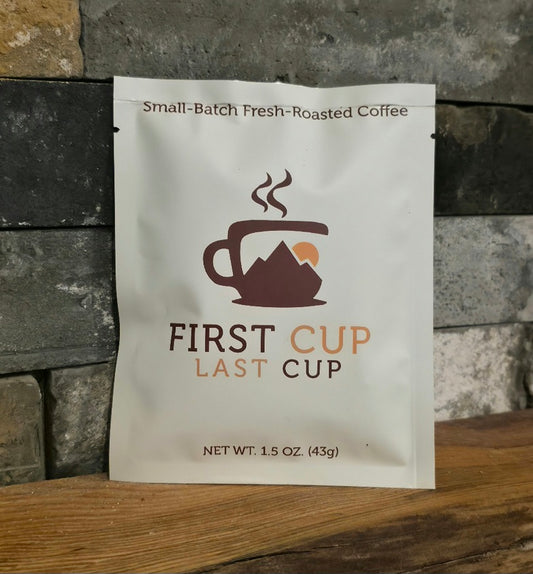 Small-Batch Fresh-Roasted Coffee
FIRST CUP
LAST CUP
NET WT. 1.5 OZ. (43g)